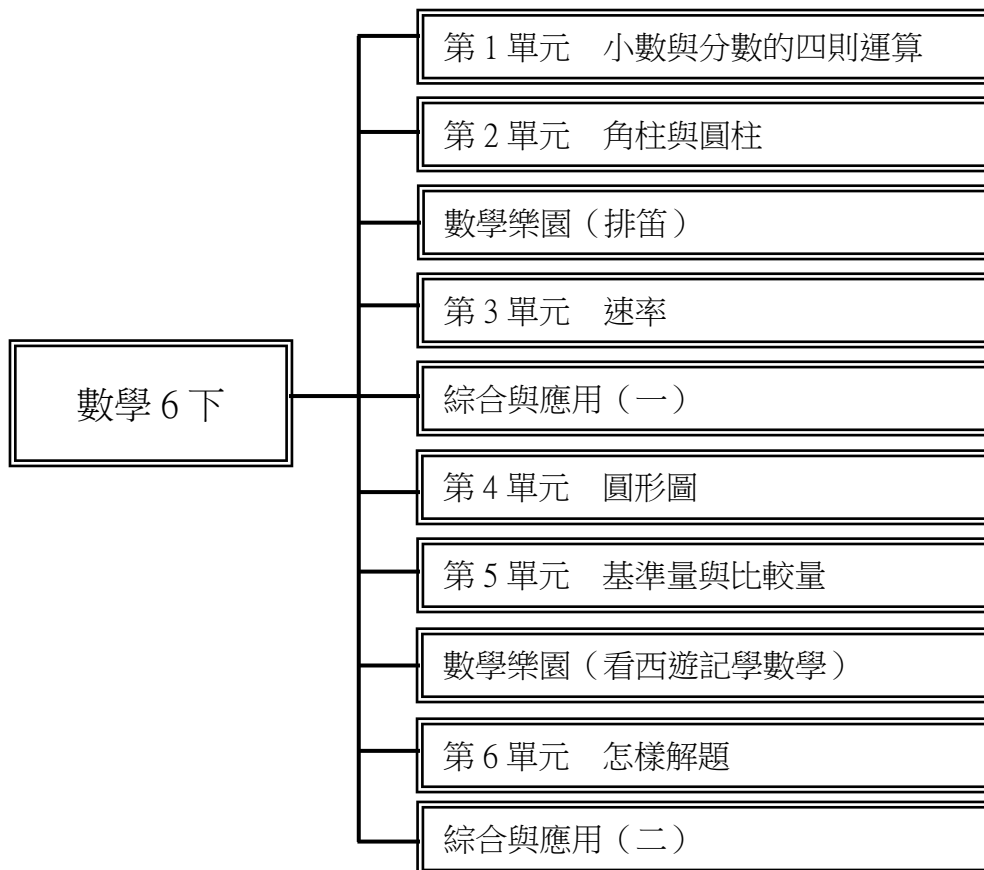 數學 6 下
第 1 單元　小數與分數的四則運算
第 2 單元　角柱與圓柱
數學樂園（排笛）
第 3 單元　速率
綜合與應用（一）
第 4 單元　圓形圖
第 5 單元　基準量與比較量
數學樂園（看西遊記學數學）
第 6 單元　怎樣解題
綜合與應用（二）